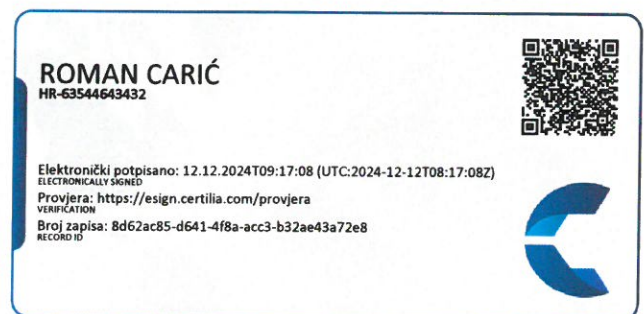 ROMAN CARIĆ
HR-63544643432
Elektronički potpisano: 12.12.2024T09:17:08 (UTC:2024-12-12T08:17:08Z)
ELECTRONICALLY SIGNED
Provjera: https://esign.certilia.com/provjera
VERIFICATION
Broj zapisa: 8d62ac85-d641-4f8a-acc3-b32ae43a72e8
RECORD ID